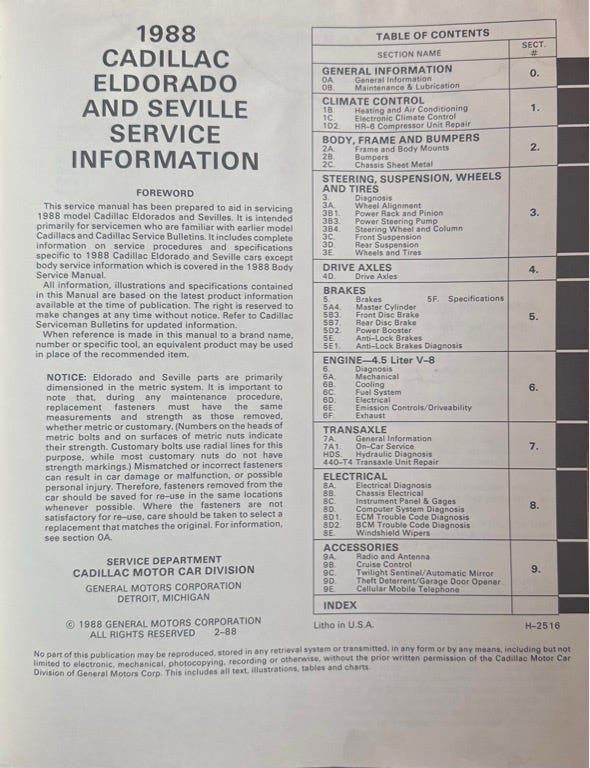 1988
CADILLAC
ELDORADO
AND SEVILLE
SERVICE
INFORMATION
FOREWORD
This service manual has been prepared to aid in servicing
1988 model Cadillac Eldorados and Sevilles. It is intended
primarily for servicemen who are familiar with earlier model
Cadillacs and Cadillac Service Bulletins. It includes complete
information on service procedures and specifications
specific to 1988 Cadillac Eldorado and Seville cars except
body service information which is covered in the 1988 Body
Service Manual.
All information, illustrations and specifications contained
in this Manual are based on the latest product information
available at the time of publication. The right is reserved to
make changes at any time without notice. Refer to Cadillac
Serviceman Bulletins for updated information.
When reference is made in this manual to a brand name,
number or specific tool, an equivalent product may be used
in place of the recommended item.
NOTICE: Eldorado and Seville parts are primarily
dimensioned in the metric system. It is important to
note that, during any maintenance procedure,
replacement fasteners must have the same
measurements and strength as those removed,
whether metric or customary. (Numbers on the heads of
metric bolts and on surfaces of metric nuts indicate
their strength. Customary bolts use radial lines for this
purpose, while most customary nuts do not have
strength markings.) Mismatched or incorrect fasteners
can result in car damage or malfunction, or possible
personal injury. Therefore, fasteners removed from the
car should be saved for re-use in the same locations
whenever possible. Where the fasteners are not
satisfactory for re-use, care should be taken to select a
replacement that matches the original. For information,
see section 0A.
SERVICE DEPARTMENT
CADILLAC MOTOR CAR DIVISION
GENERAL MOTORS CORPORATION
DETROIT, MICHIGAN
© 1988 GENERAL MOTORS CORPORATION
ALL RIGHTS RESERVED 2-88
TABLE OF CONTENTS
SECTION NAME SECT. #
GENERAL INFORMATION 0.
0A. General Information
0B. Maintenance & Lubrication
CLIMATE CONTROL 1.
1B. Heating and Air Conditioning
1C. Electronic Climate Control
1D2. HR-6 Compressor Unit Repair
BODY, FRAME AND BUMPERS 2.
2A. Frame and Body Mounts
2B. Bumpers
2C. Chassis Sheet Metal
STEERING, SUSPENSION, WHEELS
AND TIRES 3.
3. Diagnosis
3A. Wheel Alignment
3B1. Power Rack and Pinion
3B3. Power Steering Pump
3B4. Steering Wheel and Column
3C. Front Suspension
3D. Rear Suspension
3E. Wheels and Tires
DRIVE AXLES 4.
4D. Drive Axles
BRAKES 5.
5. Brakes 5F. Specifications
5A4. Master Cylinder
5B3. Front Disc Brake
5B7. Rear Disc Brake
5D2. Power Booster
5E. Anti-Lock Brakes
5E1. Anti-Lock Brakes Diagnosis
ENGINE—4.5 Liter V-8 6.
6. Diagnosis
6A. Mechanical
6B. Cooling
6C. Fuel System
6D. Electrical
6E. Emission Controls/Driveability
6F. Exhaust
TRANSAXLE 7.
7A. General Information
7A1. On-Car Service
HDS. Hydraulic Diagnosis
440-T4 Transaxle Unit Repair
ELECTRICAL 8.
8A. Electrical Diagnosis
8B. Chassis Electrical
8C. Instrument Panel & Gages
8D. Computer System Diagnosis
8D1. ECM Trouble Code Diagnosis
8D2. BCM Trouble Code Diagnosis
8E. Windshield Wipers
ACCESSORIES 9.
9A. Radio and Antenna
9B. Cruise Control
9C. Twilight Sentinel/Automatic Mirror
9D. Theft Deterrent/Garage Door Opener
9E. Cellular Mobile Telephone
INDEX
Litho in U.S.A. H-2516
No part of this publication may be reproduced, stored in any retrieval system or transmitted, in any form or by any means, including but not
limited to electronic, mechanical, photocopying, recording or otherwise, without the prior written permission of the Cadillac Motor Car
Division of General Motors Corp. This includes all text, illustrations, tables and charts.